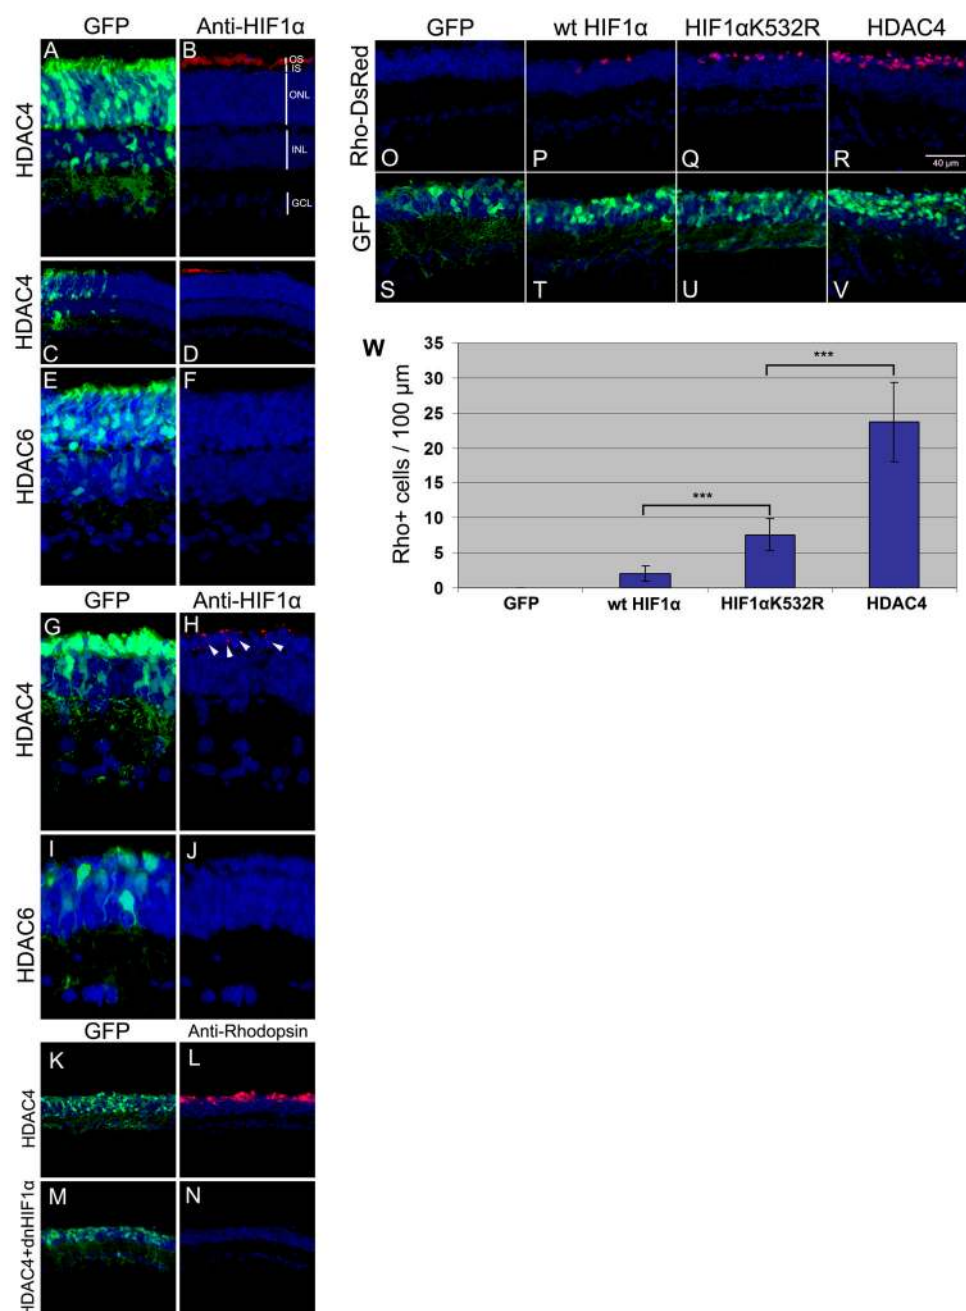 GFP Anti-HIF1α
HDAC4
A B
OS
IS
ONL
INL
GCL
HDAC4
C D
HDAC6
E F
GFP Anti-HIF1α
HDAC4
G H
HDAC6
I J
GFP Anti-Rhodopsin
HDAC4
K L
HDAC4+dnHIF1α
M N
GFP wt HIF1α HIF1αK532R HDAC4
Rho-DsRed
O P Q R
40 µm
GFP
S T U V
W
Rho+ cells / 100 µm
35
30
25
20
15
10
5
0
***
***
GFP wt HIF1α HIF1αK532R HDAC4